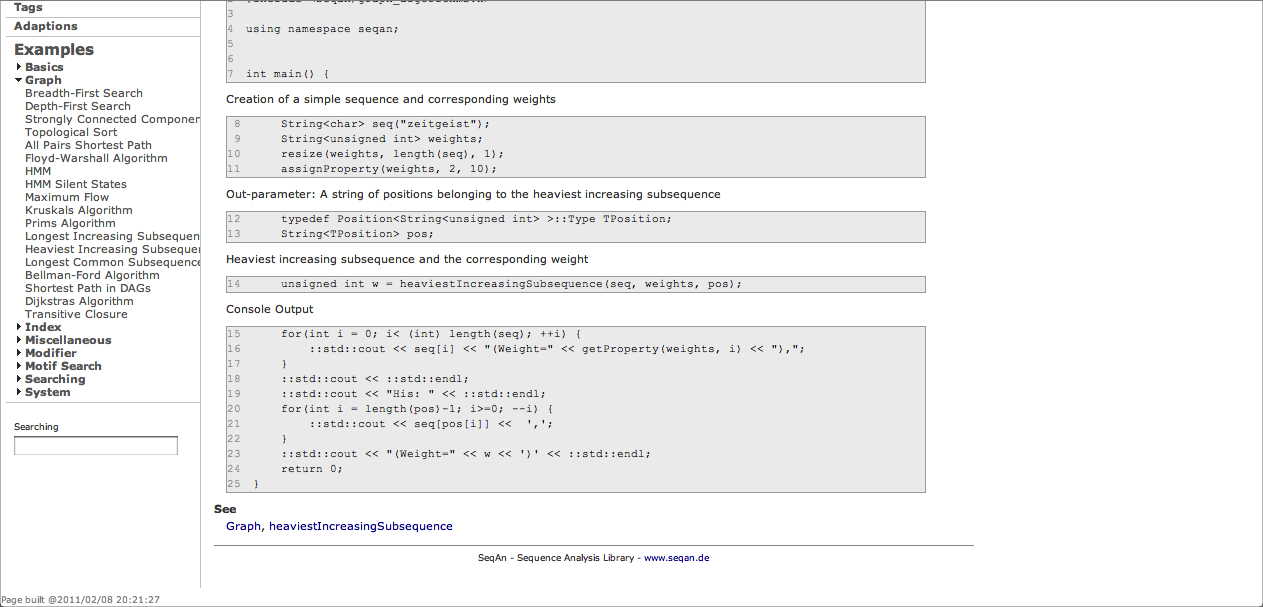 Tags
Adaptions
Examples
Basics
Graph
Breadth-First Search
Depth-First Search
Strongly Connected Componen
Topological Sort
All Pairs Shortest Path
Floyd-Warshall Algorithm
HMM
HMM Silent States
Maximum Flow
Kruskals Algorithm
Prims Algorithm
Longest Increasing Subsequen
Heaviest Increasing Subsequer
Longest Common Subsequence
Bellman-Ford Algorithm
Shortest Path in DAGs
Dijkstras Algorithm
Transitive Closure
Index
Miscellaneous
Modifier
Motif Search
Searching
System
Searching
3
4 using namespace seqan;
5
6
7 int main() {
Creation of a simple sequence and corresponding weights
8 String<char> seq("zeitgeist");
9 String<unsigned int> weights;
10 resize(weights, length(seq), 1);
11 assignProperty(weights, 2, 10);
Out-parameter: A string of positions belonging to the heaviest increasing subsequence
12 typedef Position<String<unsigned int> >::Type TPosition;
13 String<TPosition> pos;
Heaviest increasing subsequence and the corresponding weight
14 unsigned int w = heaviestIncreasingSubsequence(seq, weights, pos);
Console Output
15 for(int i = 0; i< (int) length(seq); ++i) {
16 ::std::cout << seq[i] << "(Weight=" << getProperty(weights, i) << "),";
17 }
18 ::std::cout << ::std::endl;
19 ::std::cout << "His: " << ::std::endl;
20 for(int i = length(pos)-1; i>=0; --i) {
21 ::std::cout << seq[pos[i]] << ',';
22 }
23 ::std::cout << "(Weight=" << w << ')' << ::std::endl;
24 return 0;
25 }
See
Graph, heaviestIncreasingSubsequence
SeqAn - Sequence Analysis Library - www.seqan.de
Page built @2011/02/08 20:21:27